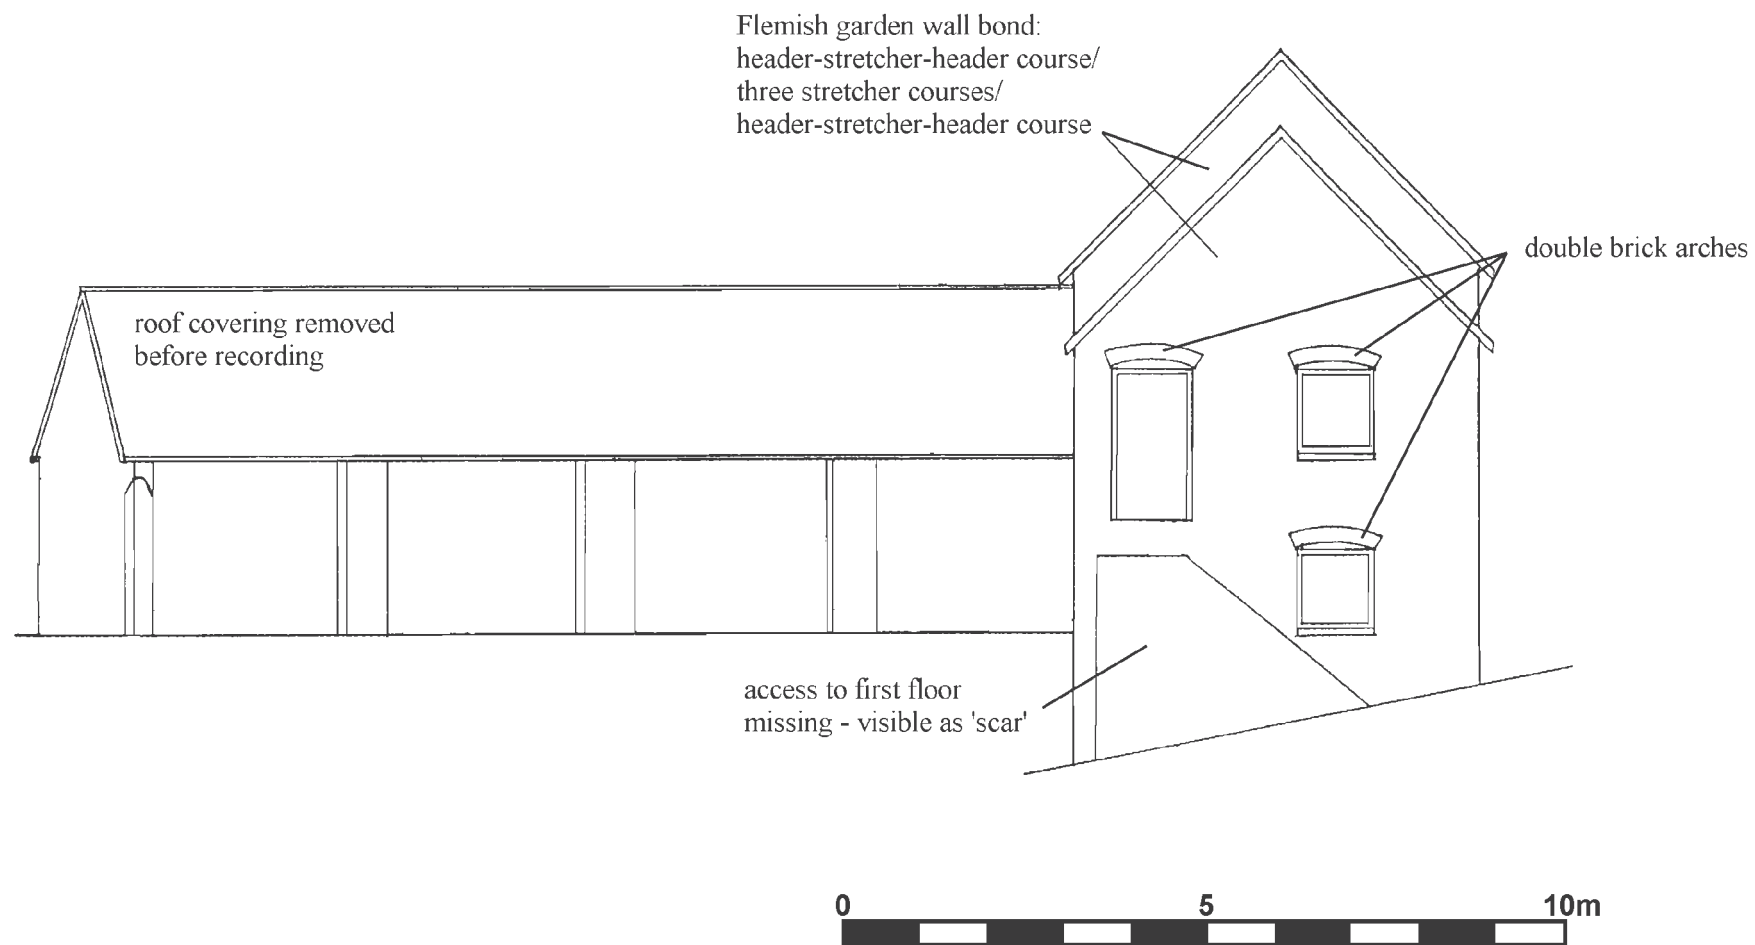 Flemish garden wall bond:
header-stretcher-header course/
three stretcher courses/
header-stretcher-header course
double brick arches
roof covering removed
before recording
access to first floor
missing - visible as 'scar'
0 5 10m